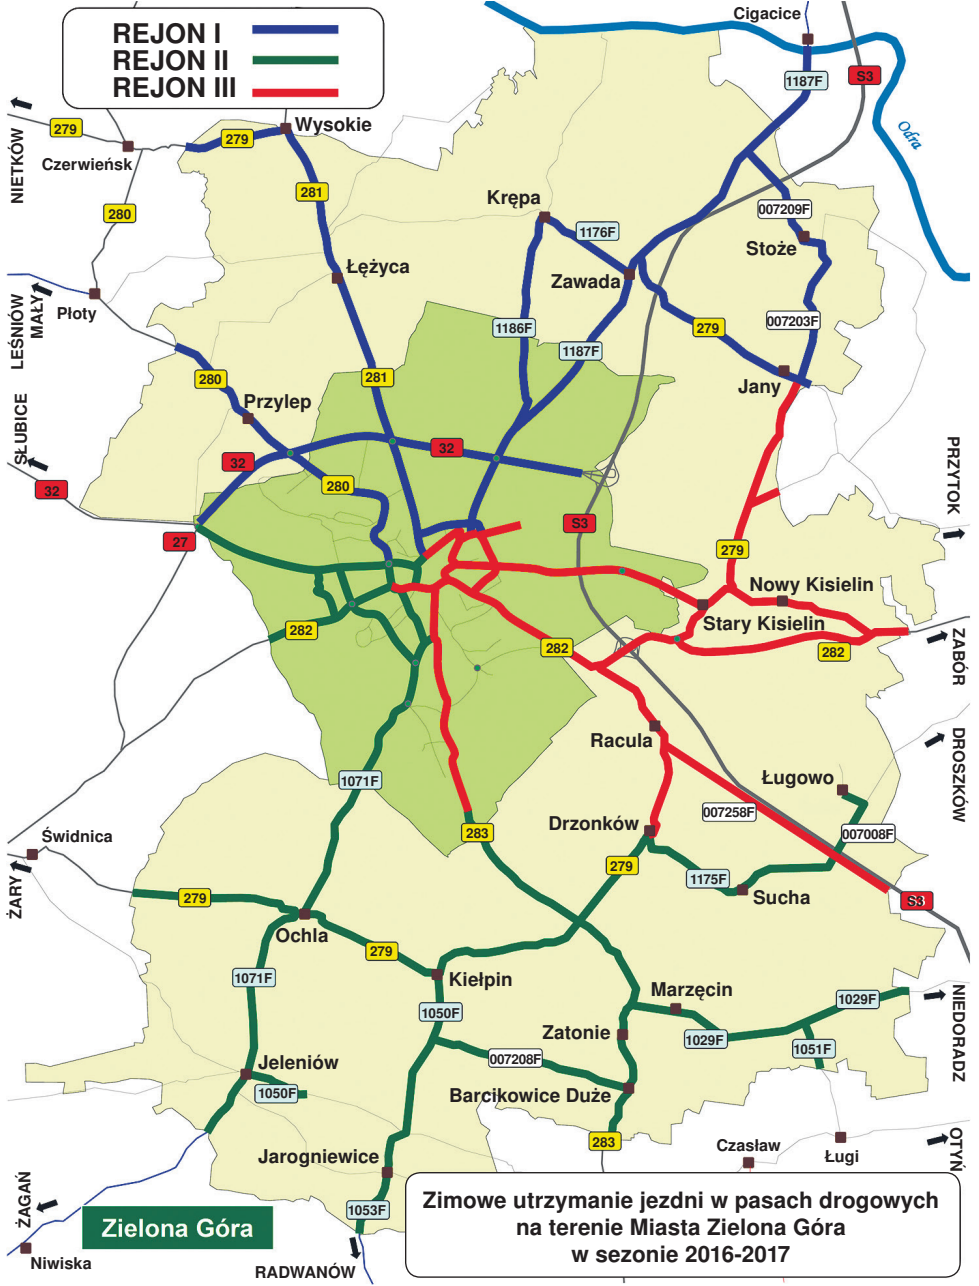 REJON I
REJON II
REJON III
Cigacice
1187F
S3
Odra
279
NIETKÓW
Czerwieńsk
279
Wysokie
281
280
Krępa
1176F
007209F
Stoże
Zawada
Łężyca
LEŚNIÓW
MAŁY
Płoty
1186F
1187F
279
007203F
280
281
Jany
Przylep
SŁUBICE
32
32
32
280
PRZYTOK
27
S3
279
Nowy Kisielin
Stary Kisielin
282
282
282
ZABÓR
Racula
DROSZKÓW
1071F
Ługowo
007258F
007008F
Świdnica
283
Drzonków
279
ŻARY
1175F
Sucha
279
S3
Ochla
279
1071F
Kiełpin
Marzęcin
NIEDORADZ
1050F
1029F
Zatonie
1029F
1051F
007208F
Jeleniów
1050F
Barcikowice Duże
OTYŃ
283
Czasław
Ługi
Jarogniewice
ŻAGAŃ
1053F
Zielona Góra
Niwiska
RADWANÓW
Zimowe utrzymanie jezdni w pasach drogowych
na terenie Miasta Zielona Góra
w sezonie 2016-2017